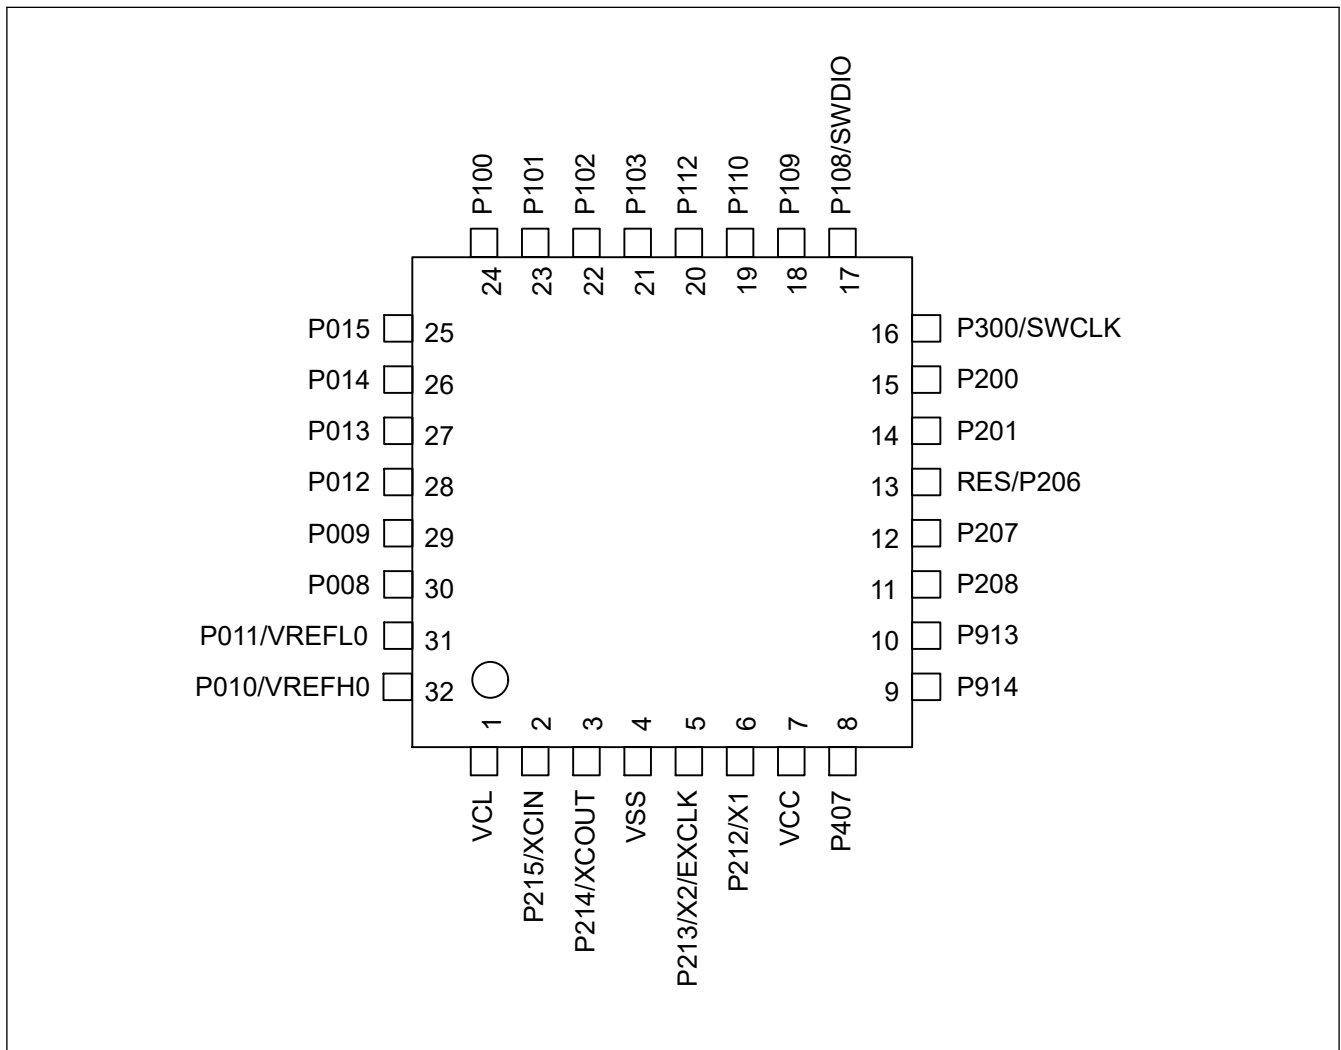 P100
P101
P102
P103
P112
P110
P109
P108/SWDIO
24
23
22
21
20
19
18
17
P015 25
P014 26
P013 27
P012 28
P009 29
P008 30
P011/VREFL0 31
P010/VREFH0 32
16 P300/SWCLK
15 P200
14 P201
13 RES/P206
12 P207
11 P208
10 P913
9 P914
1
2
3
4
5
6
7
8
VCL
P215/XCIN
P214/XCOUT
VSS
P213/X2/EXCLK
P212/X1
VCC
P407